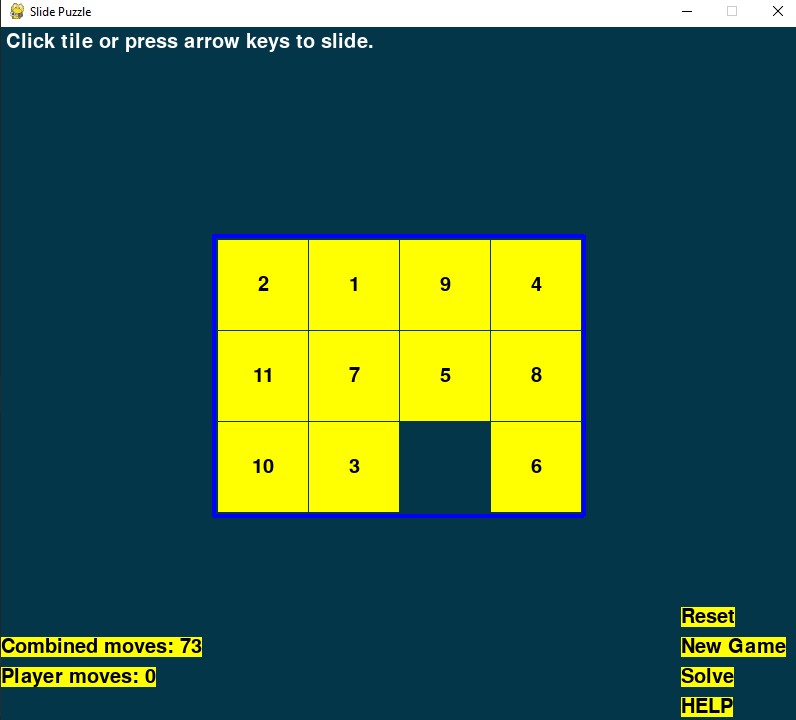 Slide Puzzle
Click tile or press arrow keys to slide.
2 1 9 4
11 7 5 8
10 3 6
Reset
Combined moves: 73
New Game
Player moves: 0
Solve
HELP